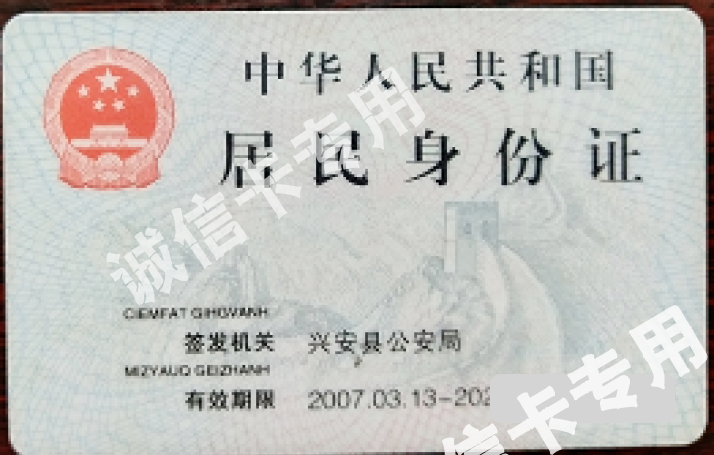 中华人民共和国
居民身份证
诚信卡专用
CIEMFAT GIHGVANH
签发机关 兴安县公安局
MIZYAUQ GEIZHANH
有效期限 2007.03.13-202
信卡专用